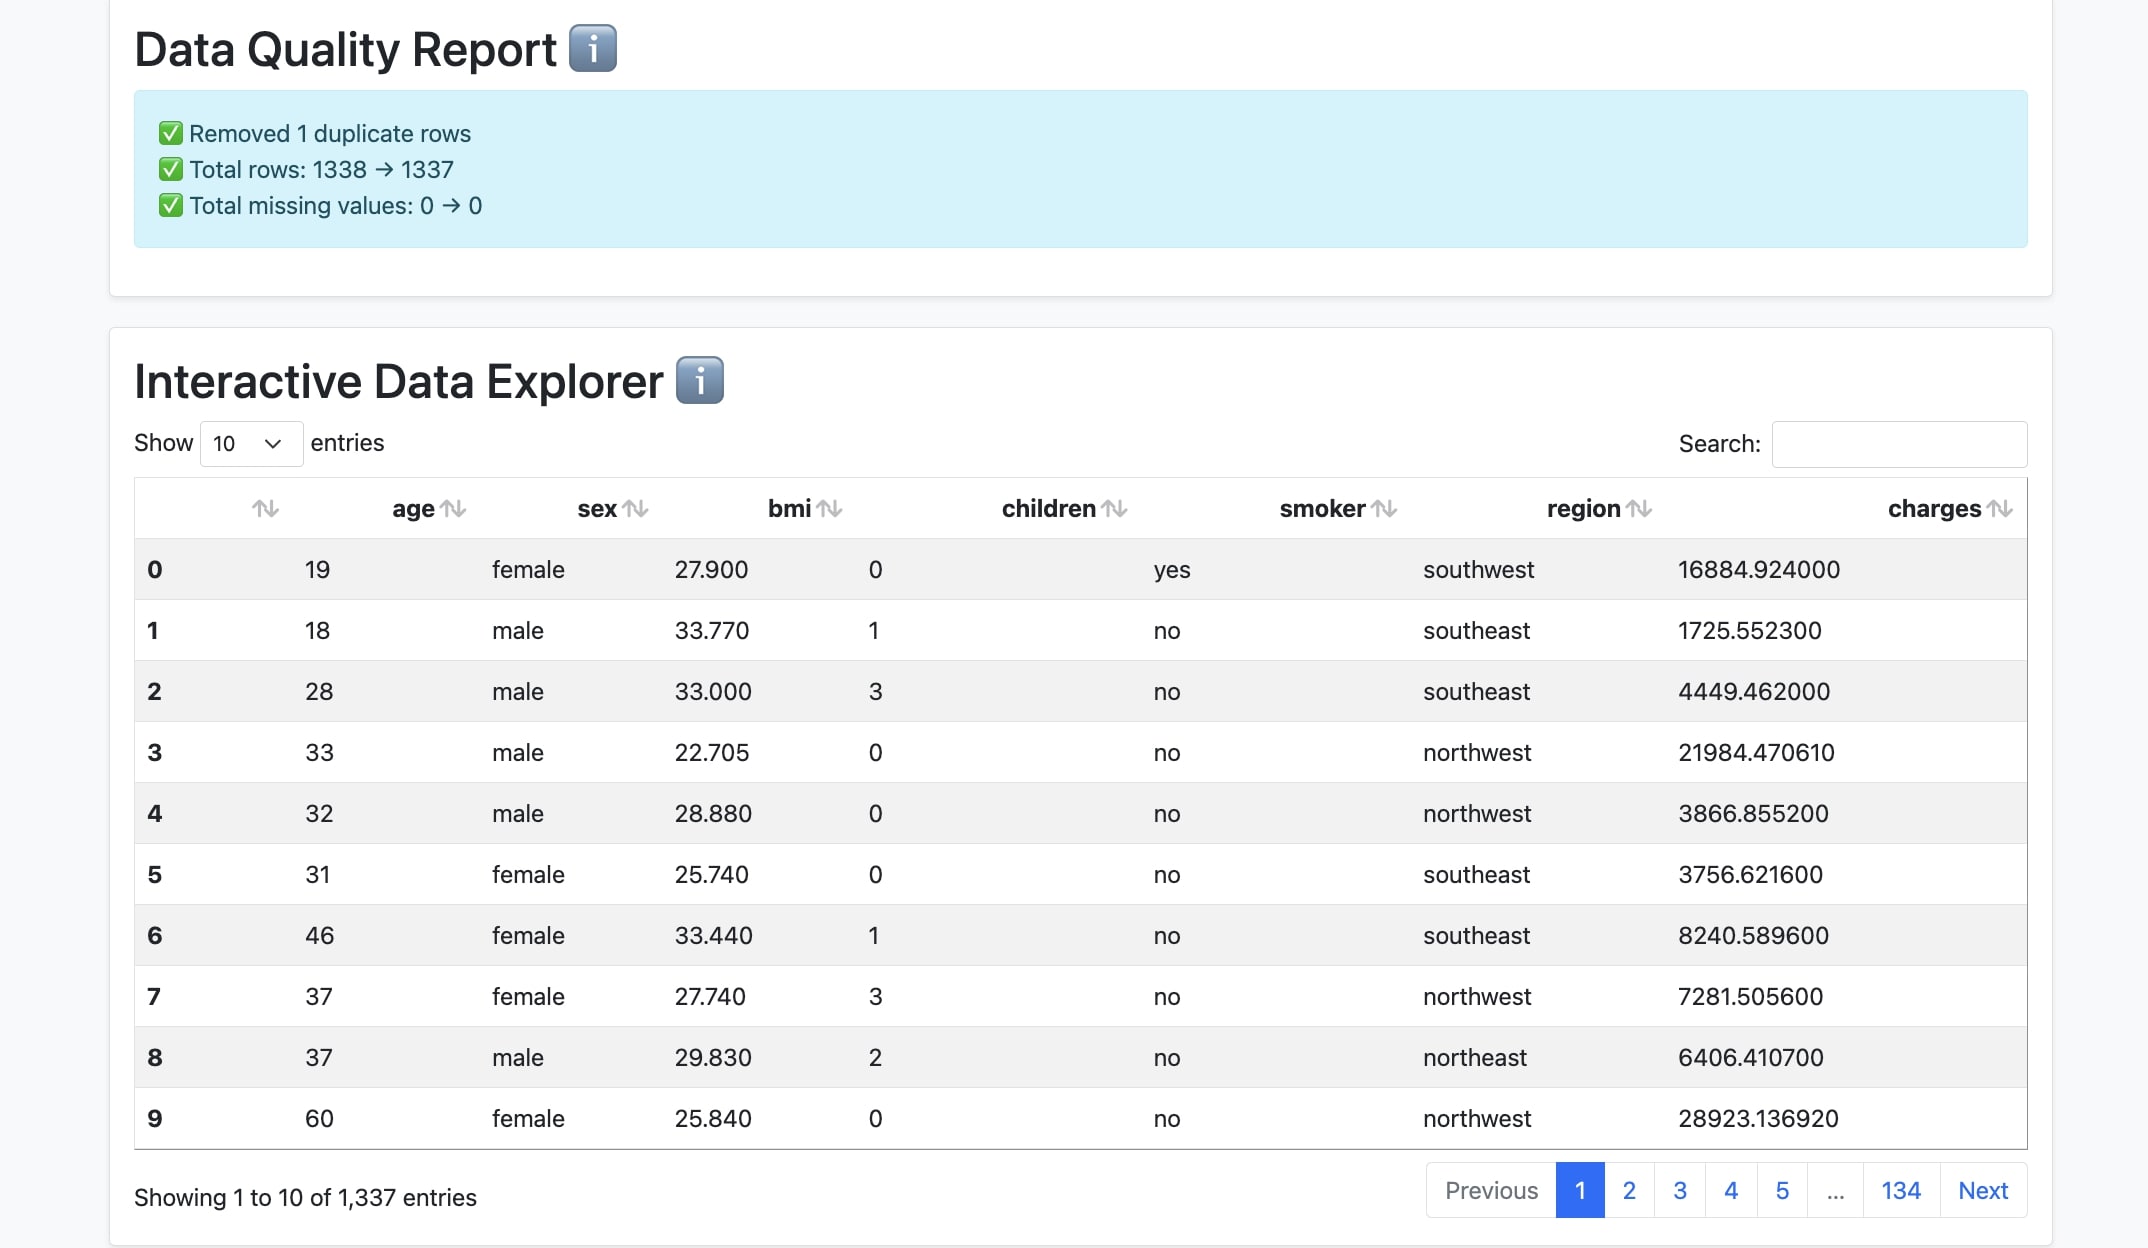 Data Quality Report ℹ️
✅ Removed 1 duplicate rows
✅ Total rows: 1338 → 1337
✅ Total missing values: 0 → 0
Interactive Data Explorer ℹ️
Show 10 entries Search:
age sex bmi children smoker region charges
0 19 female 27.900 0 yes southwest 16884.924000
1 18 male 33.770 1 no southeast 1725.552300
2 28 male 33.000 3 no southeast 4449.462000
3 33 male 22.705 0 no northwest 21984.470610
4 32 male 28.880 0 no northwest 3866.855200
5 31 female 25.740 0 no southeast 3756.621600
6 46 female 33.440 1 no southeast 8240.589600
7 37 female 27.740 3 no northwest 7281.505600
8 37 male 29.830 2 no northeast 6406.410700
9 60 female 25.840 0 no northwest 28923.136920
Showing 1 to 10 of 1,337 entries Previous 1 2 3 4 5 ... 134 Next